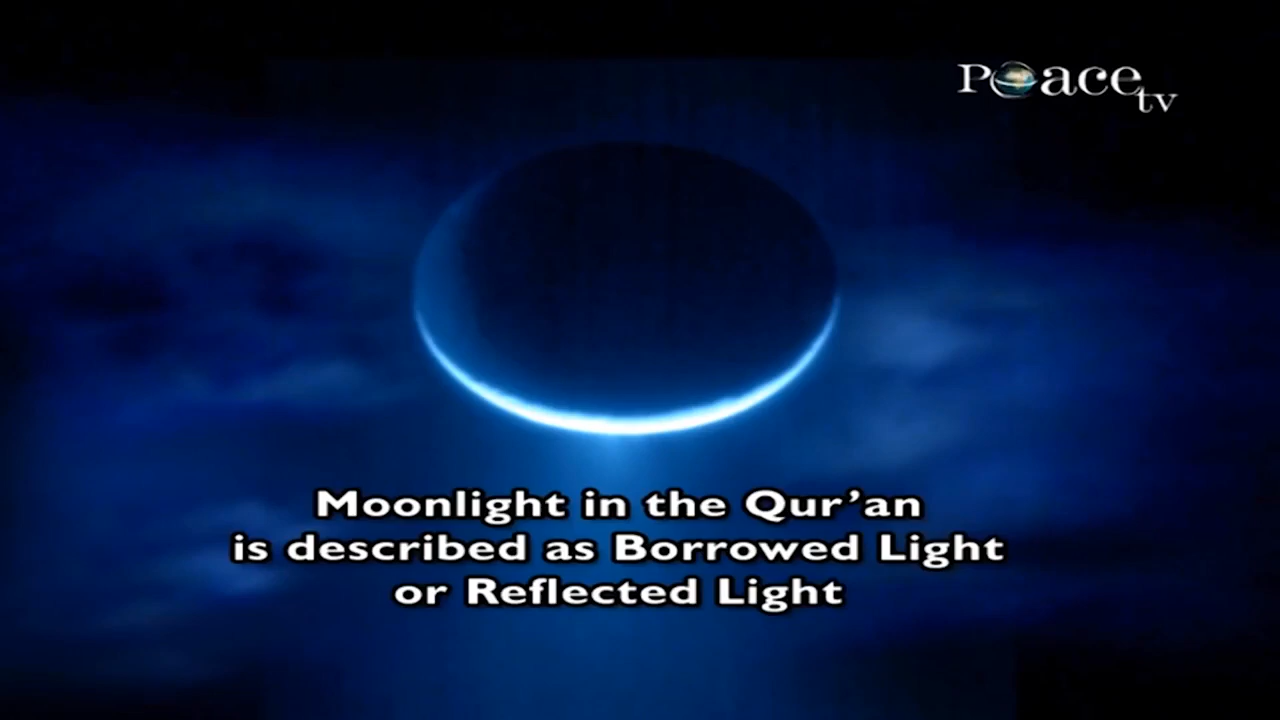 Peace tv
Moonlight in the Qur’an
is described as Borrowed Light
or Reflected Light